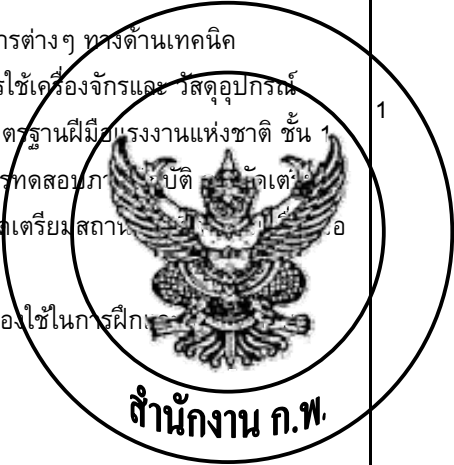 ารต่างๆ ทางด้านเทคนิค
รใช้เครื่องจักรและ วัสดุอุปกรณ์
ตรฐานฝีมือแรงงานแห่งชาติ ชั้น 1
1
รทดสอบภา
ดเตรียมสถาน
องใช้ในการฝึก
สำนักงาน ก.พ.